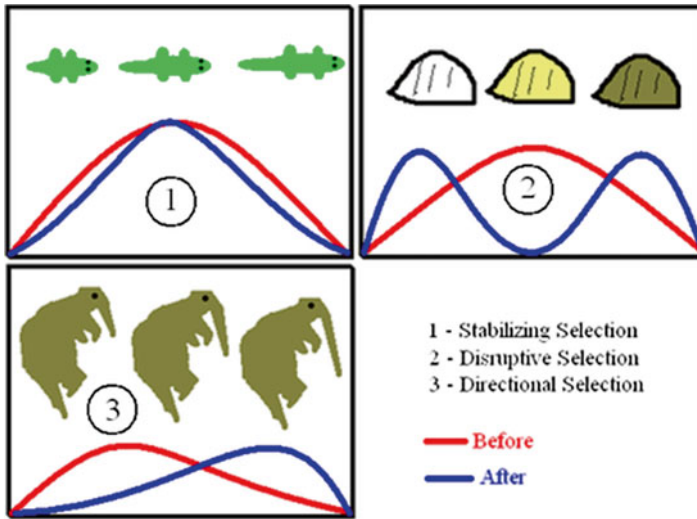 1
2
3
1 - Stabilizing Selection
2 - Disruptive Selection
3 - Directional Selection
Before
After